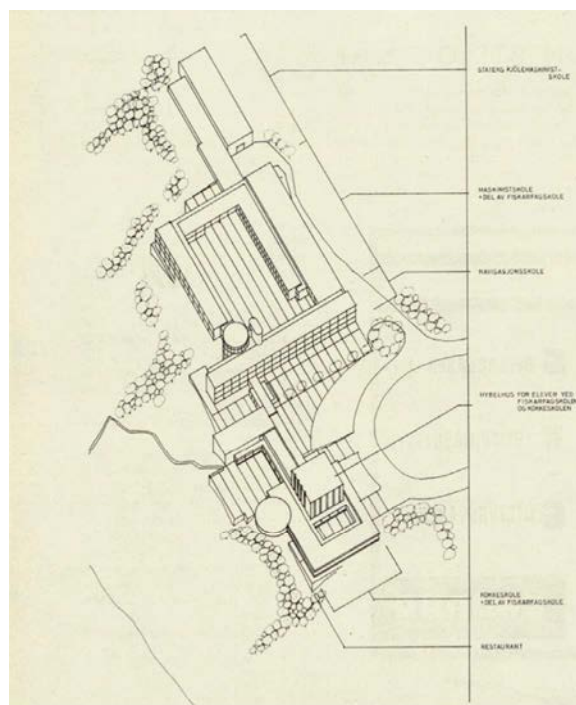 STATENS KJØLEMASKINIST-
SKOLE
MASKINISTSKOLE
+DEL AV FISKARFAGSKOLE
NAVIGASJONSSKOLE
HYBELHUS FOR ELEVER VED
FISKARFAGSKOLEN
OG KOKKESKOLEN
KOKKESKOLE
+DEL AV FISKARFAGSKOLE
RESTAURANT